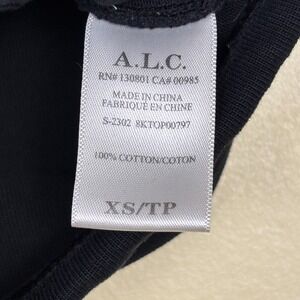 A.L.C.
RN# 130801 CA# 00985
MADE IN CHINA
FABRIQUÉ EN CHINE
S-2302 8KTOP00797
100% COTTON/COTON
XS/TP